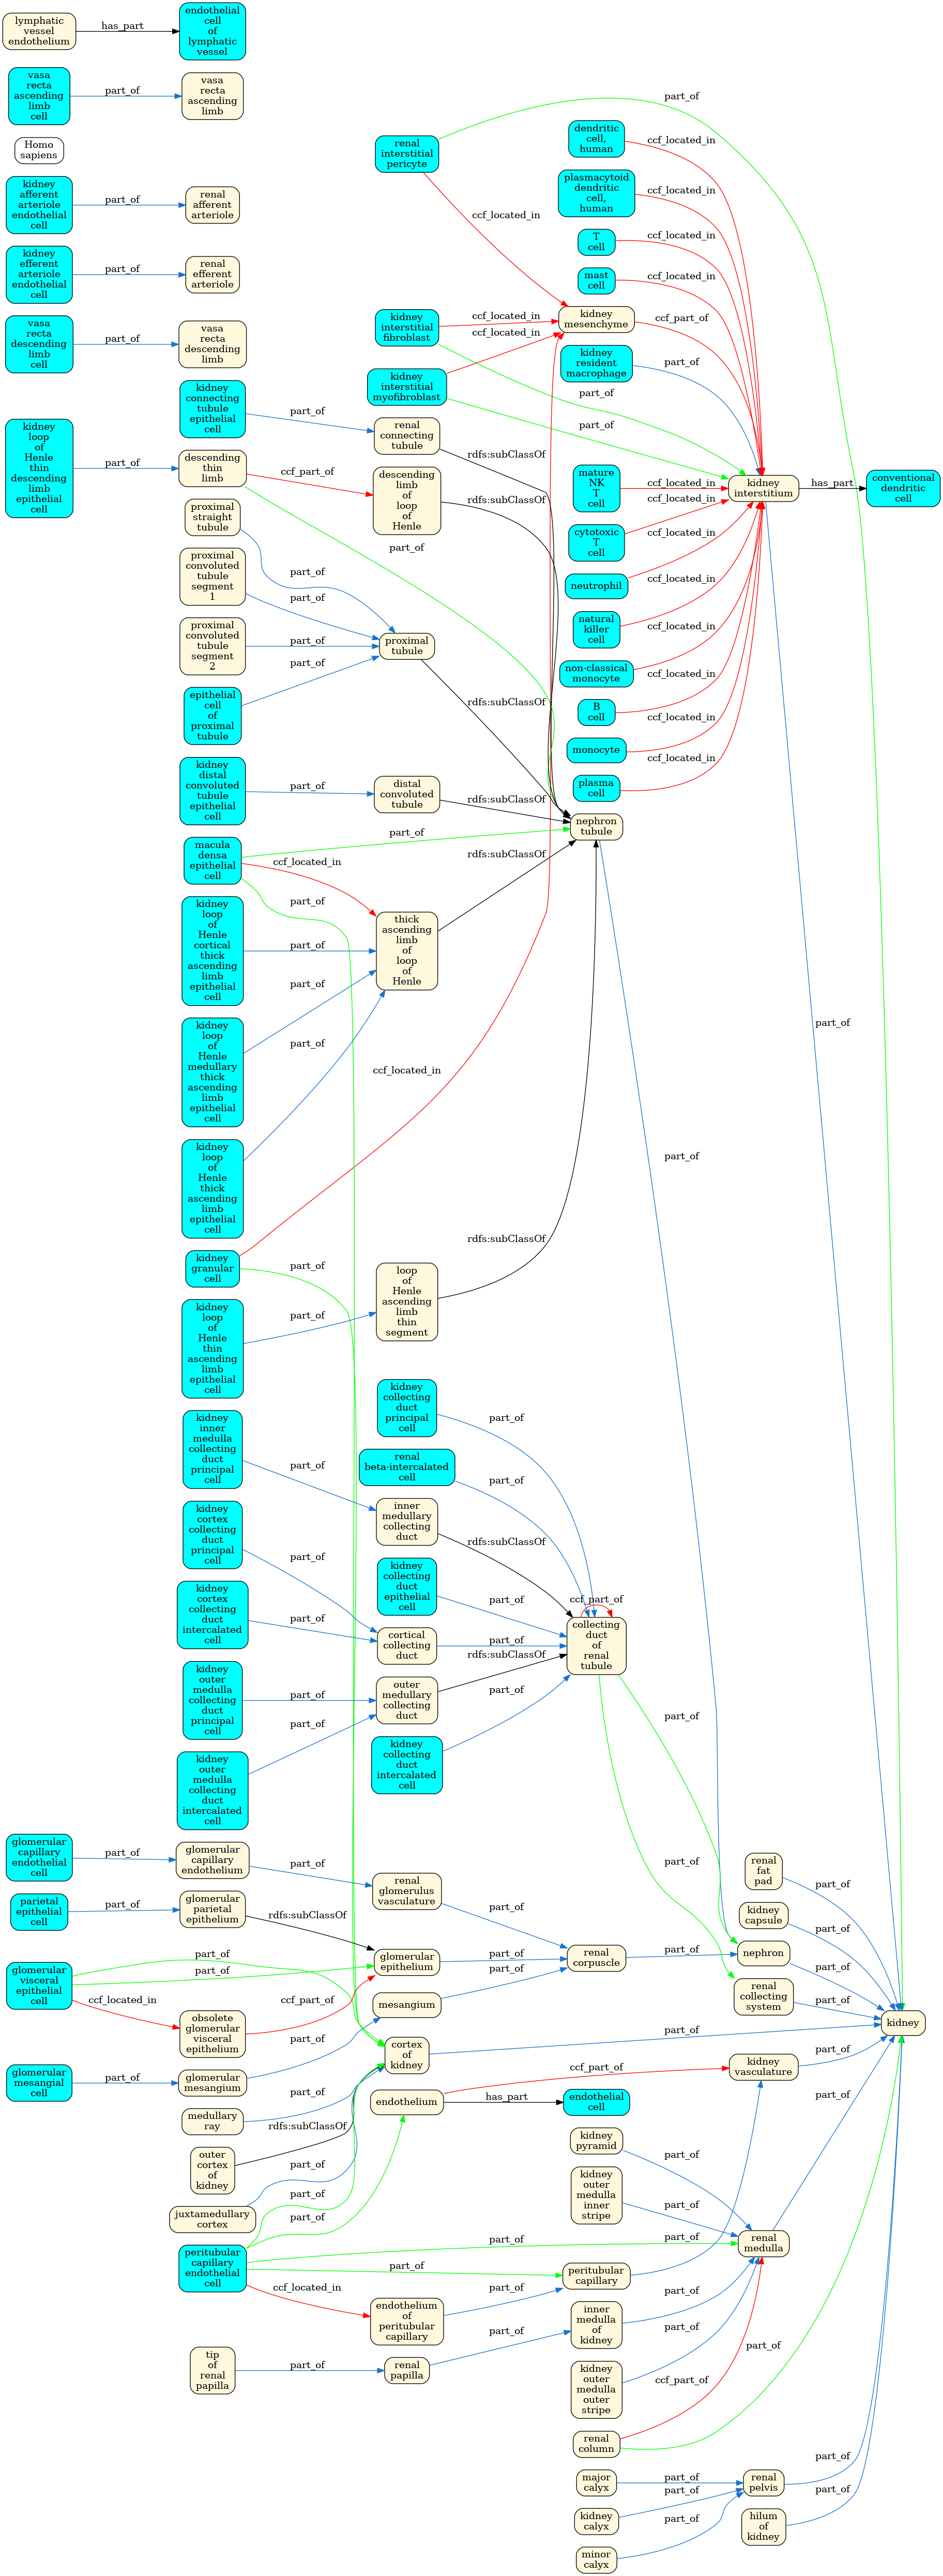 lymphatic
vessel
endothelium
has_part
endothelial
cell
of
lymphatic
vessel
vasa
recta
ascending
limb
cell
part_of
vasa
recta
ascending
limb
Homo
sapiens
kidney
afferent
arteriole
endothelial
cell
part_of
renal
afferent
arteriole
kidney
efferent
arteriole
endothelial
cell
part_of
renal
efferent
arteriole
vasa
recta
descending
limb
cell
part_of
vasa
recta
descending
limb
kidney
loop
of
Henle
thin
descending
limb
epithelial
cell
part_of
descending
thin
limb
ccf_part_of
part_of
descending
limb
of
loop
of
Henle
rdfs:subClassOf
kidney
connecting
tubule
epithelial
cell
part_of
renal
connecting
tubule
rdfs:subClassOf
renal
interstitial
pericyte
part_of
ccf_located_in
kidney
interstitial
fibroblast
ccf_located_in
part_of
kidney
interstitial
myofibroblast
ccf_located_in
part_of
kidney
mesenchyme
ccf_part_of
dendritic
cell,
human
ccf_located_in
plasmacytoid
dendritic
cell,
human
ccf_located_in
T
cell
ccf_located_in
mast
cell
ccf_located_in
kidney
resident
macrophage
part_of
mature
NK
T
cell
ccf_located_in
cytotoxic
T
cell
ccf_located_in
neutrophil
ccf_located_in
natural
killer
cell
ccf_located_in
non-classical
monocyte
ccf_located_in
B
cell
ccf_located_in
monocyte
ccf_located_in
plasma
cell
ccf_located_in
kidney
interstitium
has_part
part_of
conventional
dendritic
cell
proximal
straight
tubule
part_of
proximal
convoluted
tubule
segment
1
part_of
proximal
convoluted
tubule
segment
2
part_of
epithelial
cell
of
proximal
tubule
part_of
proximal
tubule
rdfs:subClassOf
kidney
distal
convoluted
tubule
epithelial
cell
part_of
distal
convoluted
tubule
rdfs:subClassOf
nephron
tubule
part_of
macula
densa
epithelial
cell
part_of
ccf_located_in
part_of
kidney
loop
of
Henle
cortical
thick
ascending
limb
epithelial
cell
part_of
kidney
loop
of
Henle
medullary
thick
ascending
limb
epithelial
cell
part_of
kidney
loop
of
Henle
thick
ascending
limb
epithelial
cell
part_of
thick
ascending
limb
of
loop
of
Henle
rdfs:subClassOf
kidney
granular
cell
ccf_located_in
part_of
kidney
loop
of
Henle
thin
ascending
limb
epithelial
cell
part_of
loop
of
Henle
ascending
limb
thin
segment
rdfs:subClassOf
kidney
inner
medulla
collecting
duct
principal
cell
part_of
inner
medullary
collecting
duct
rdfs:subClassOf
kidney
collecting
duct
principal
cell
part_of
renal
beta-intercalated
cell
part_of
kidney
collecting
duct
epithelial
cell
part_of
kidney
cortex
collecting
duct
principal
cell
part_of
kidney
cortex
collecting
duct
intercalated
cell
part_of
cortical
collecting
duct
part_of
kidney
outer
medulla
collecting
duct
principal
cell
part_of
kidney
outer
medulla
collecting
duct
intercalated
cell
part_of
outer
medullary
collecting
duct
rdfs:subClassOf
kidney
collecting
duct
intercalated
cell
part_of
ccf_part_of
collecting
duct
of
renal
tubule
part_of
part_of
glomerular
capillary
endothelial
cell
part_of
glomerular
capillary
endothelium
part_of
renal
glomerulus
vasculature
part_of
parietal
epithelial
cell
part_of
glomerular
parietal
epithelium
rdfs:subClassOf
glomerular
epithelium
part_of
glomerular
visceral
epithelial
cell
part_of
part_of
ccf_located_in
obsolete
glomerular
visceral
epithelium
ccf_part_of
glomerular
mesangial
cell
part_of
glomerular
mesangium
part_of
mesangium
part_of
renal
corpuscle
part_of
nephron
part_of
renal
fat
pad
part_of
kidney
capsule
part_of
renal
collecting
system
part_of
kidney
medullary
ray
part_of
outer
cortex
of
kidney
rdfs:subClassOf
juxtamedullary
cortex
part_of
cortex
of
kidney
part_of
peritubular
capillary
endothelial
cell
part_of
part_of
part_of
part_of
ccf_located_in
endothelium
ccf_part_of
has_part
endothelial
cell
kidney
vasculature
part_of
endothelium
of
peritubular
capillary
part_of
peritubular
capillary
part_of
kidney
pyramid
part_of
kidney
outer
medulla
inner
stripe
part_of
renal
medulla
tip
of
renal
papilla
part_of
renal
papilla
part_of
inner
medulla
of
kidney
part_of
kidney
outer
medulla
outer
stripe
part_of
renal
column
ccf_part_of
part_of
major
calyx
part_of
kidney
calyx
part_of
minor
calyx
part_of
renal
pelvis
part_of
hilum
of
kidney
part_of